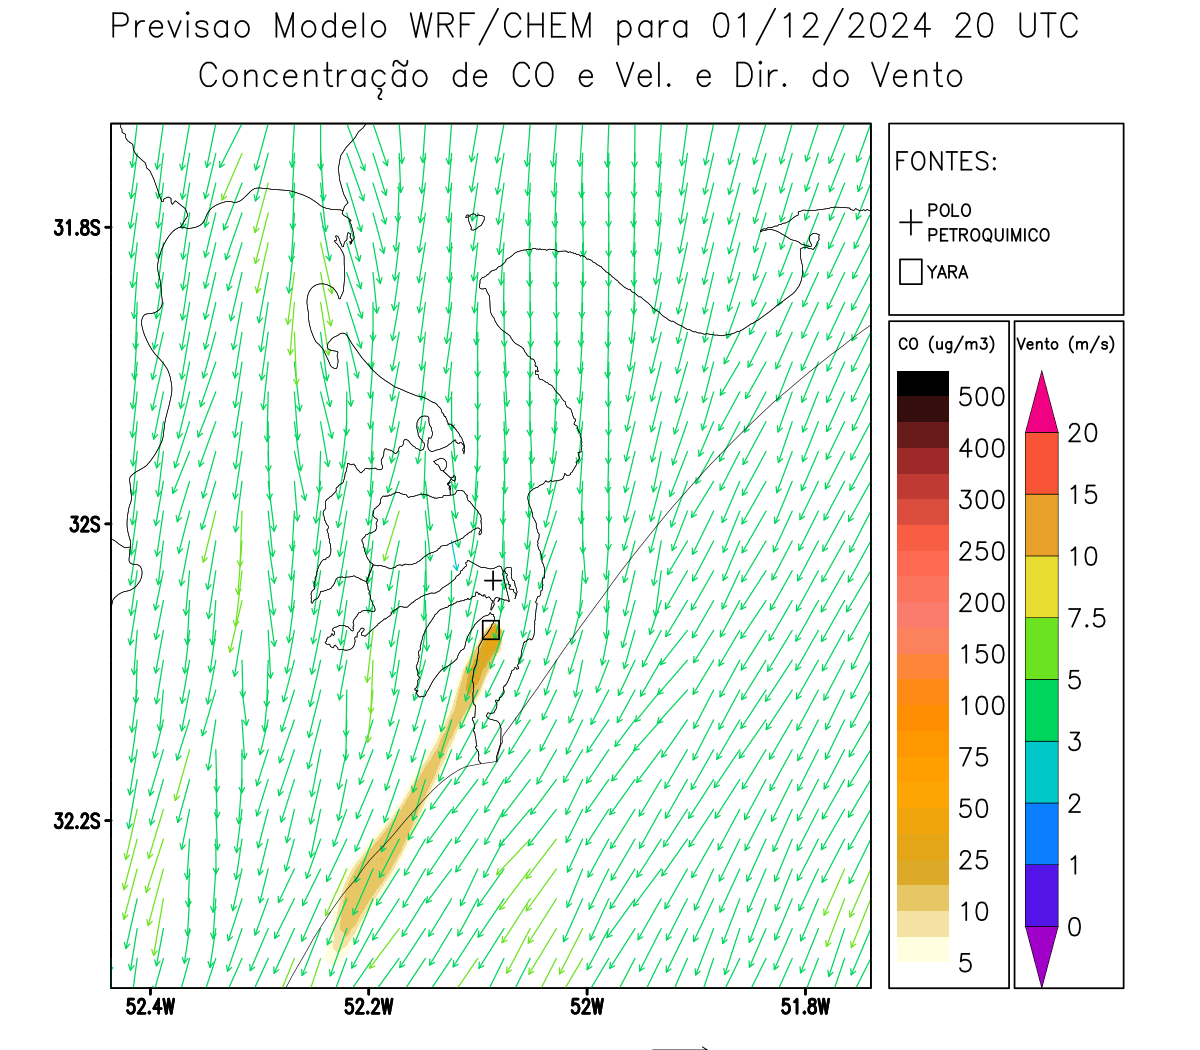 Previsao Modelo WRF/CHEM para 01/12/2024 20 UTC
Concentração de CO e Vel. e Dir. do Vento
FONTES:
POLO
PETROQUIMICO
YARA
CO (ug/m3)
500
400
300
250
200
150
100
75
50
25
10
5
Vento (m/s)
20
15
10
7.5
5
3
2
1
0
31.8S
32S
32.2S
52.4W
52.2W
52W
51.8W